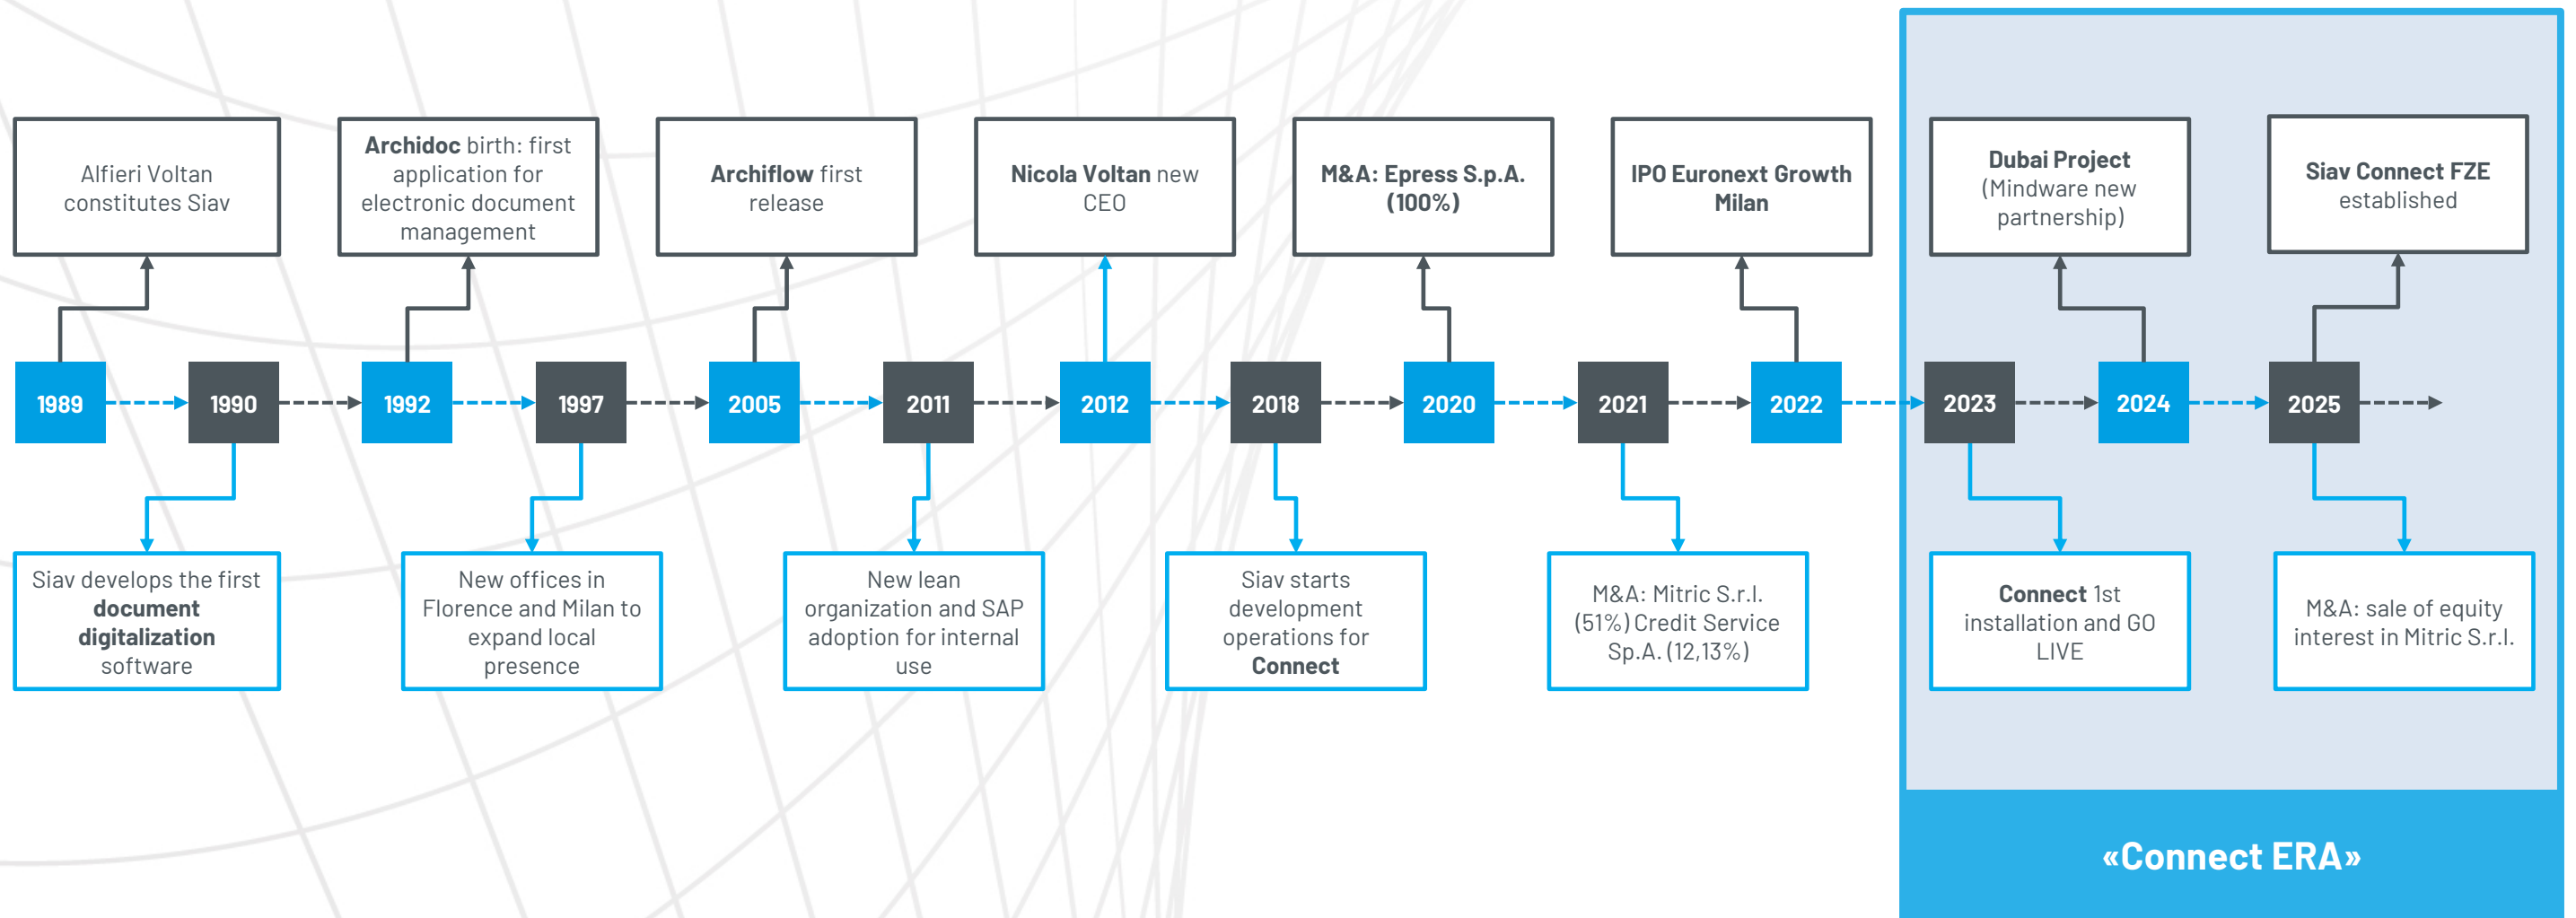 Alfieri Voltan
constitutes Siav
Archidoc birth: first
application for
electronic document
management
Archiflow first
release
Nicola Voltan new
CEO
M&A: Epress S.p.A.
(100%)
IPO Euronext Growth
Milan
Dubai Project
(Mindware new
partnership)
Siav Connect FZE
established
1989
1990
1992
1997
2005
2011
2012
2018
2020
2021
2022
2023
2024
2025
Siav develops the first
document
digitalization
software
New offices in
Florence and Milan to
expand local
presence
New lean
organization and SAP
adoption for internal
use
Siav starts
development
operations for
Connect
M&A: Mitric S.r.l.
(51%) Credit Service
Sp.A. (12,13%)
Connect 1st
installation and GO
LIVE
M&A: sale of equity
interest in Mitric S.r.l.
«Connect ERA»